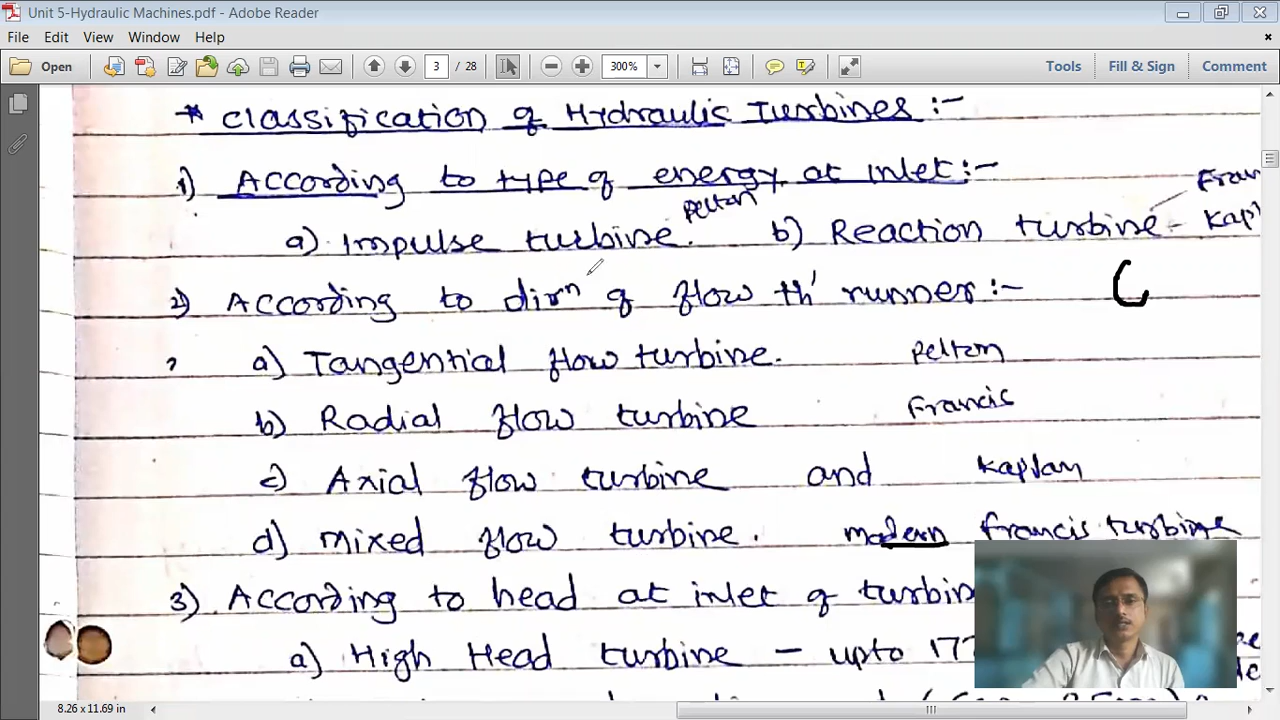 Unit 5-Hydraulic Machines.pdf - Adobe Reader
File Edit View Window Help
Open 3 / 28 300% Tools Fill & Sign Comment
* Classification of Hydraulic Turbines :-
1) According to type of energy at inlet :-
Pelton Fran
a) Impulse turbine. b) Reaction turbine - Kapl
2) According to dirn of flow th' runner :-
a) Tangential flow turbine. Pelton
b) Radial flow turbine Francis
c) Axial flow turbine and Kaplan
d) Mixed flow turbine. modern Francis turbine
3) According to head at inlet of turbin
a) High Head turbine - upto 177
8.26 x 11.69 in